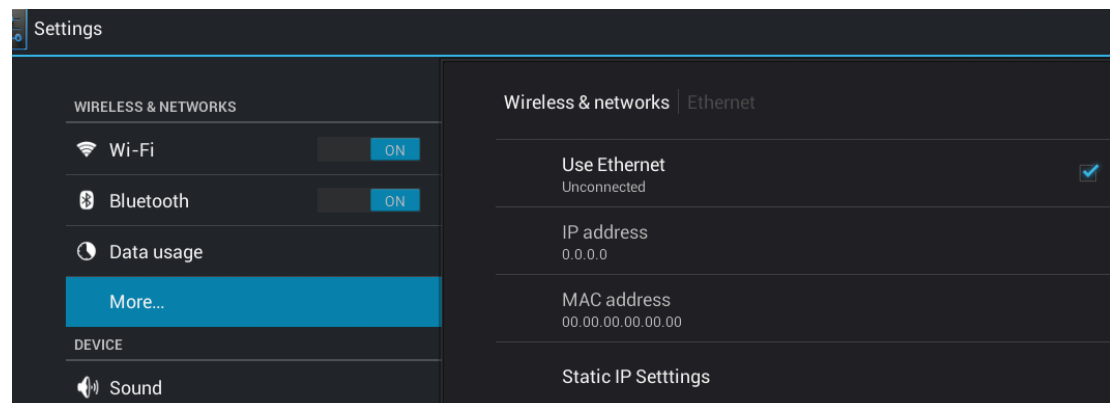 Settings
WIRELESS & NETWORKS
Wi-Fi ON
Bluetooth ON
Data usage
More...
DEVICE
Sound
Wireless & networks | Ethernet
Use Ethernet
Unconnected
IP address
0.0.0.0
MAC address
00.00.00.00.00.00
Static IP Setttings